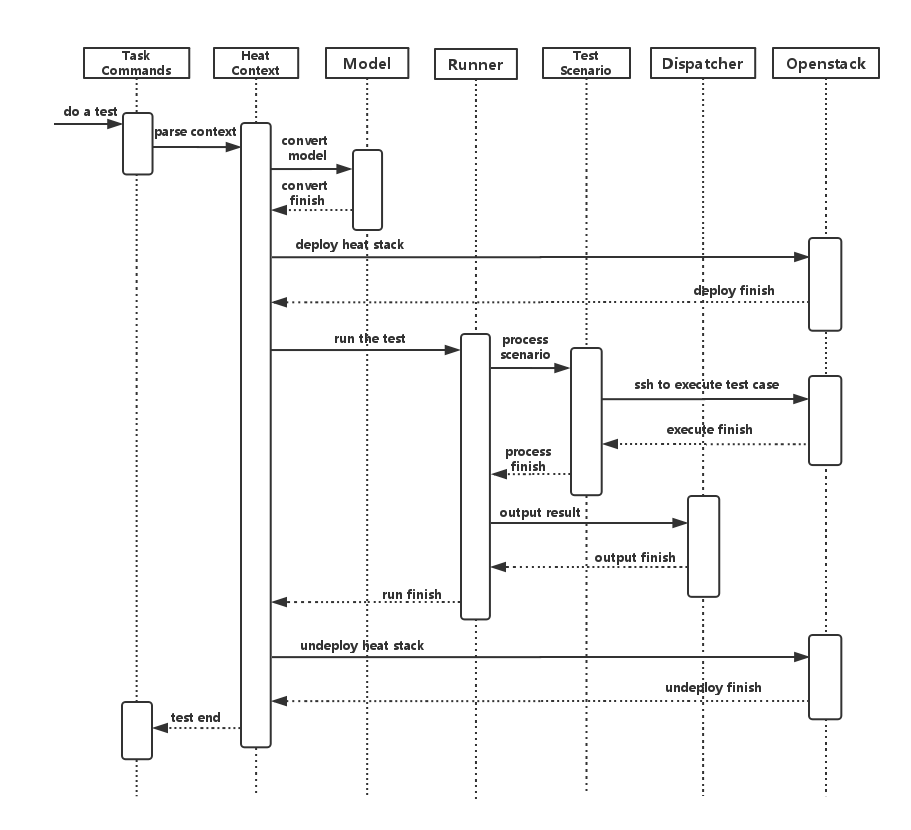 Task
Commands
Heat
Context
Model
Runner
Test
Scenario
Dispatcher
Openstack
do a test
parse context
convert
model
convert
finish
deploy heat stack
deploy finish
run the test
process
scenario
ssh to execute test case
execute finish
process
finish
output result
output finish
run finish
undeploy heat stack
undeploy finish
test end